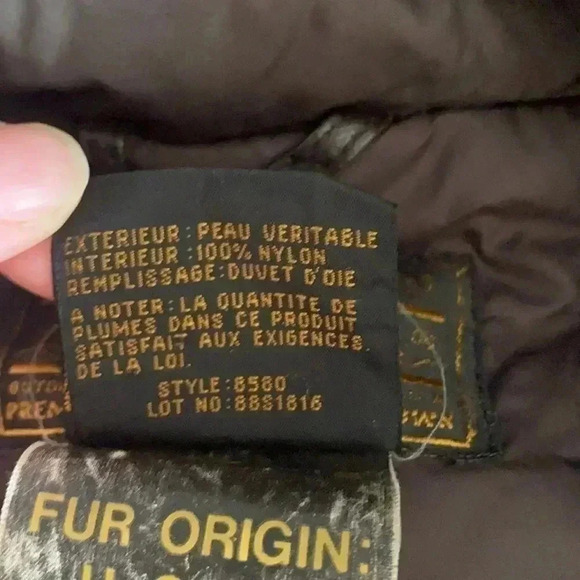 EXTERIEUR: PEAU VERITABLE
INTERIEUR :100% NYLON
REMPLISSAGE:DUVET D'OIE
A NOTER: LA QUANTITE DE
PLUMES DANS CE PRODUIT
SATISFAIT AUX EXIGENCES
DE LA LOI.
STYLE:8580
LOT NO:88S1816
FUR ORIGIN: